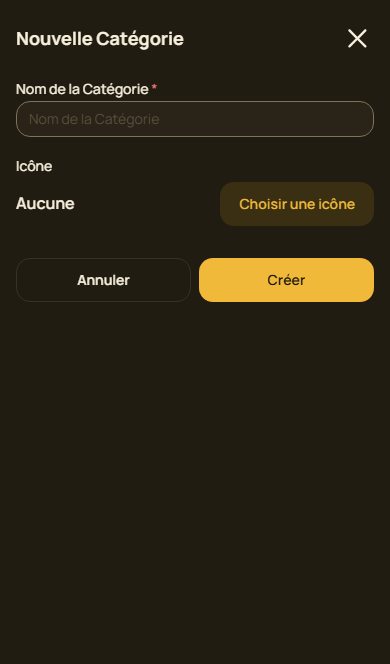 Nouvelle Catégorie
Nom de la Catégorie *
Nom de la Catégorie
Icône
Aucune
Choisir une icône
Annuler
Créer